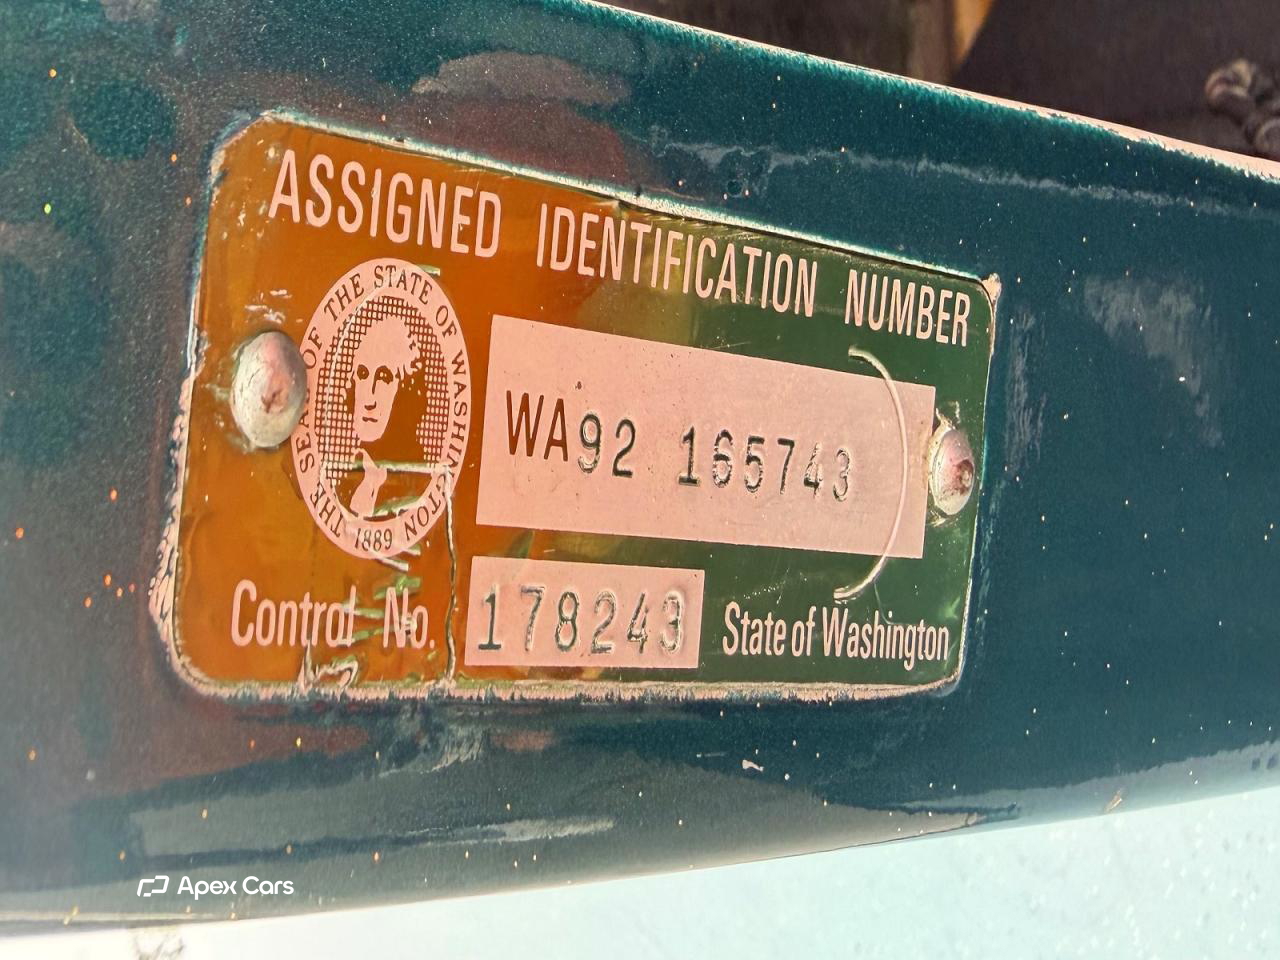 ASSIGNED IDENTIFICATION NUMBER
THE SEAL OF THE STATE OF WASHINGTON
1889
WA92 165743
Control No. 178243
State of Washington
Apex Cars